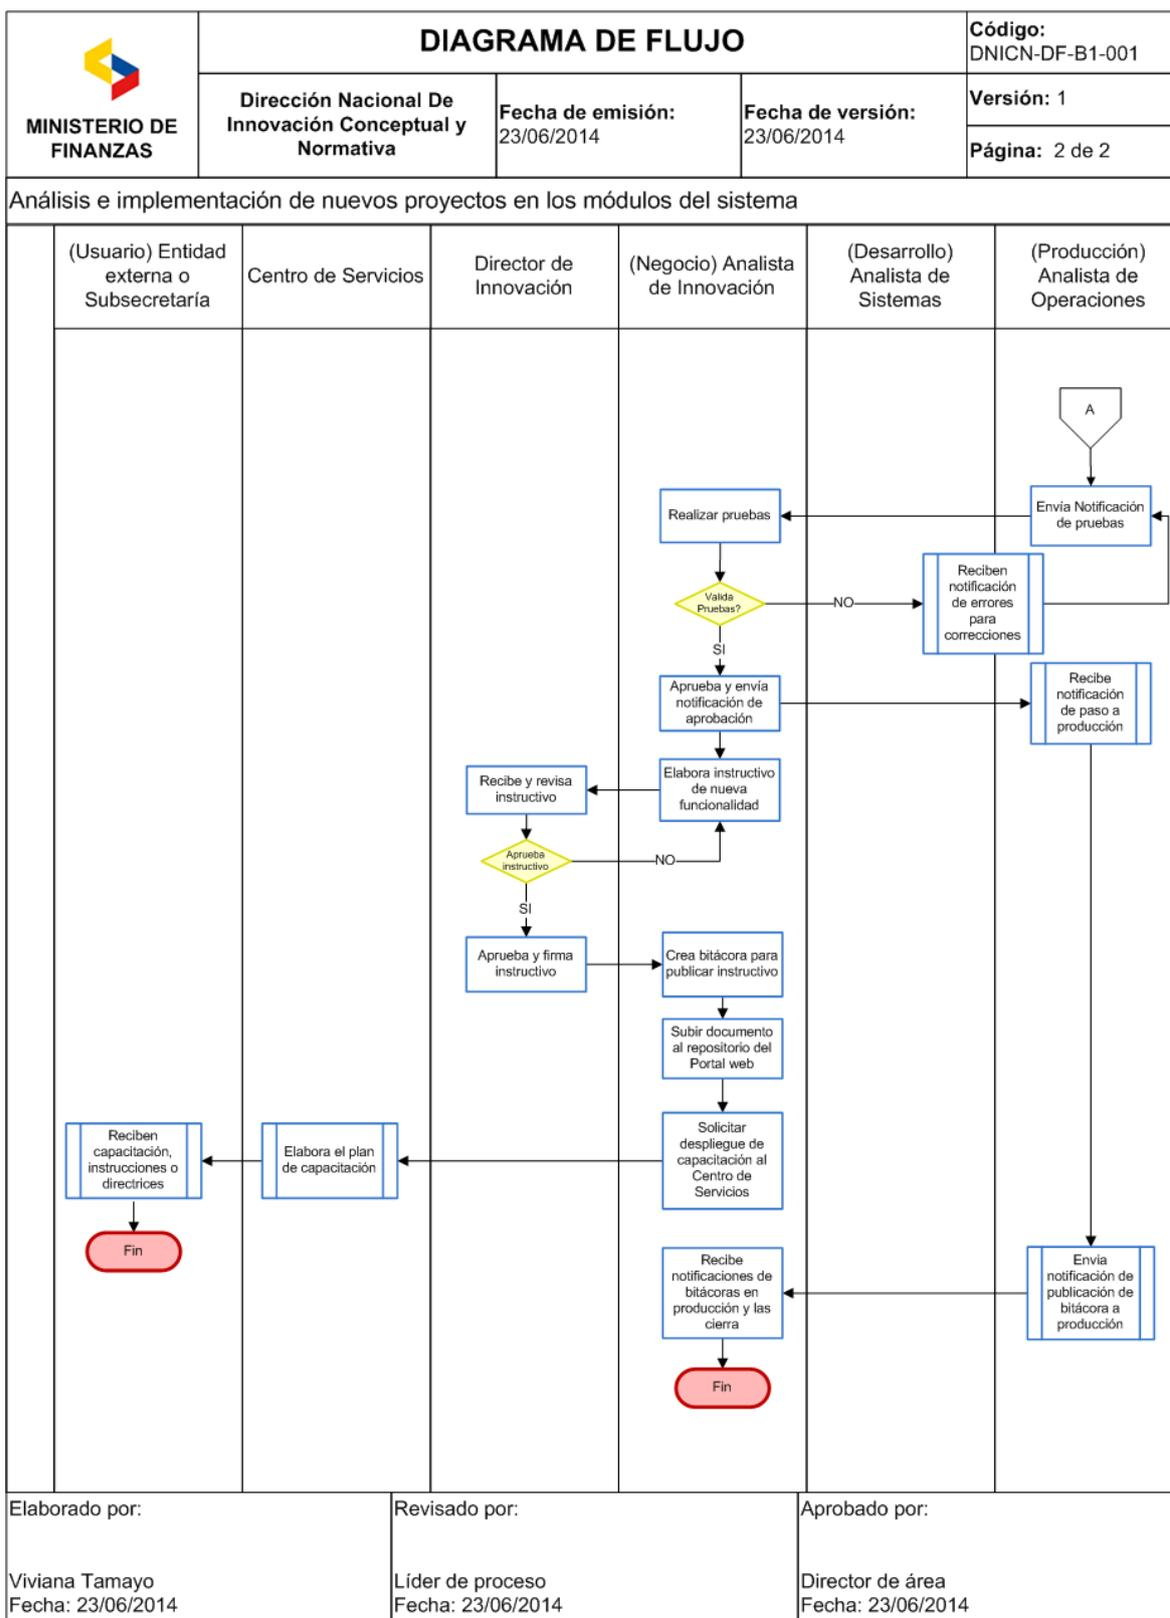 DIAGRAMA DE FLUJO
Código:
DNICN-DF-B1-001
MINISTERIO DE
FINANZAS
Dirección Nacional De
Innovación Conceptual y
Normativa
Fecha de emisión:
23/06/2014
Fecha de versión:
23/06/2014
Versión: 1
Página: 2 de 2
Análisis e implementación de nuevos proyectos en los módulos del sistema
(Usuario) Entidad
externa o
Subsecretaría
Centro de Servicios
Director de
Innovación
(Negocio) Analista
de Innovación
(Desarrollo)
Analista de
Sistemas
(Producción)
Analista de
Operaciones
A
Envía Notificación
de pruebas
Realizar pruebas
Valida
Pruebas?
NO
Reciben
notificación
de errores
para
correcciones
SI
Aprueba y envía
notificación de
aprobación
Recibe
notificación
de paso a
producción
Elabora instructivo
de nueva
funcionalidad
Recibe y revisa
instructivo
Aprueba
instructivo
NO
SI
Aprueba y firma
instructivo
Crea bitácora para
publicar instructivo
Subir documento
al repositorio del
Portal web
Solicitar
despliegue de
capacitación al
Centro de
Servicios
Elabora el plan
de capacitación
Reciben
capacitación,
instrucciones o
directrices
Fin
Envia
notificación de
publicación de
bitácora a
producción
Recibe
notificaciones de
bitácoras en
producción y las
cierra
Fin
Elaborado por:
Viviana Tamayo
Fecha: 23/06/2014
Revisado por:
Líder de proceso
Fecha: 23/06/2014
Aprobado por:
Director de área
Fecha: 23/06/2014